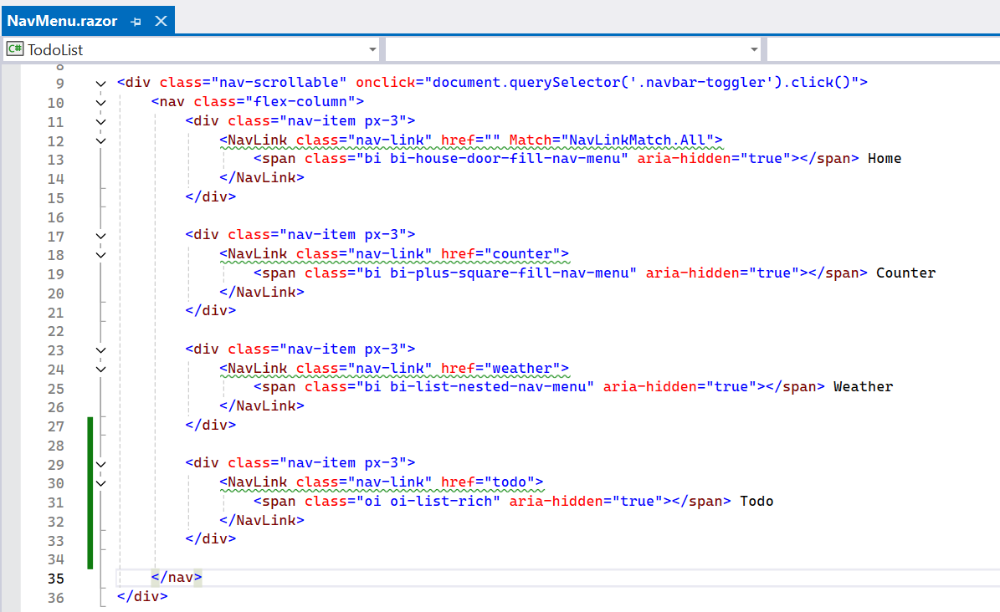 NavMenu.razor
C# TodoList
8
9 <div class="nav-scrollable" onclick="document.querySelector('.navbar-toggler').click()">
10 <nav class="flex-column">
11 <div class="nav-item px-3">
12 <NavLink class="nav-link" href="" Match="NavLinkMatch.All">
13 <span class="bi bi-house-door-fill-nav-menu" aria-hidden="true"></span> Home
14 </NavLink>
15 </div>
16
17 <div class="nav-item px-3">
18 <NavLink class="nav-link" href="counter">
19 <span class="bi bi-plus-square-fill-nav-menu" aria-hidden="true"></span> Counter
20 </NavLink>
21 </div>
22
23 <div class="nav-item px-3">
24 <NavLink class="nav-link" href="weather">
25 <span class="bi bi-list-nested-nav-menu" aria-hidden="true"></span> Weather
26 </NavLink>
27 </div>
28
29 <div class="nav-item px-3">
30 <NavLink class="nav-link" href="todo">
31 <span class="oi oi-list-rich" aria-hidden="true"></span> Todo
32 </NavLink>
33 </div>
34
35 </nav>
36 </div>